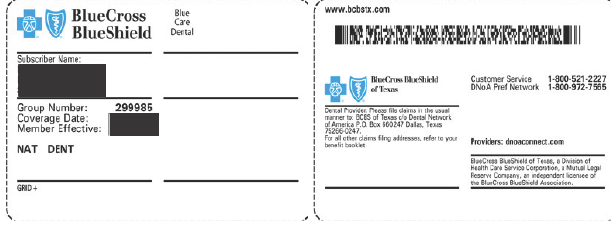 BlueCross
BlueShield
Blue
Care
Dental
Subscriber Name:
Group Number: 299985
Coverage Date:
Member Effective:
NAT DENT
GRID+
www.bcbstx.com
BlueCross BlueShield
of Texas
Customer Service 1-800-521-2227
DNoA Pref Network 1-800-972-7565
Dental Provider: Please file claims in the usual
manner to: BCBS of Texas c/o Dental Network
of America P.O. Box 660247 Dallas, Texas
75266-0247.
For all other claims filing addresses, refer to your
benefit booklet.
Providers: dnoaconnect.com
BlueCross BlueShield of Texas, a Division of
Health Care Service Corporation, a Mutual Legal
Reserve Company, an independent licensee of
the BlueCross BlueShield Association.